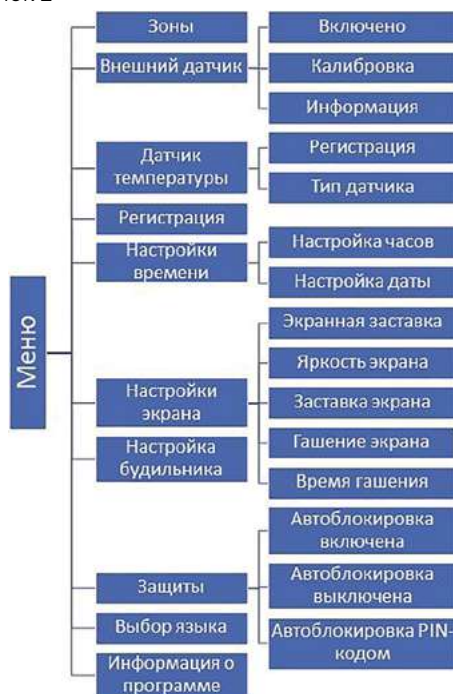 Меню
Зоны
Внешний датчик
Включено
Калибровка
Информация
Датчик
температуры
Регистрация
Тип датчика
Регистрация
Настройки
времени
Настройка часов
Настройка даты
Настройки
экрана
Экранная заставка
Яркость экрана
Заставка экрана
Гашение экрана
Время гашения
Настройка
будильника
Защиты
Автоблокировка
включена
Автоблокировка
выключена
Автоблокировка PIN-
кодом
Выбор языка
Информация о
программе